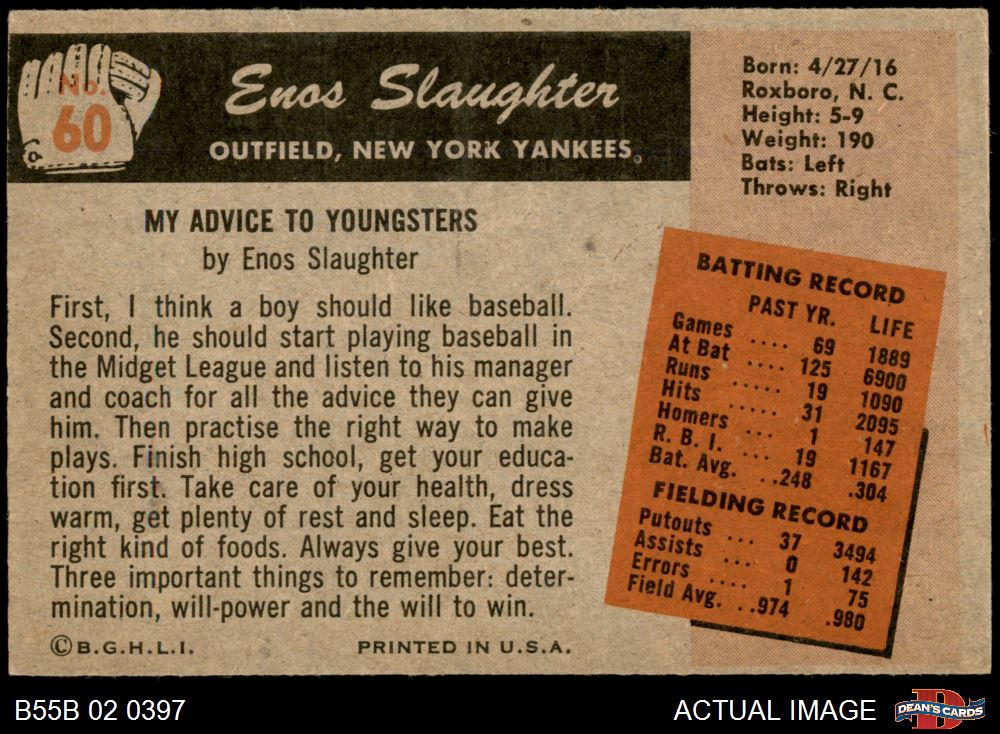 No.
60
Enos Slaughter
OUTFIELD, NEW YORK YANKEES
Born: 4/27/16
Roxboro, N. C.
Height: 5-9
Weight: 190
Bats: Left
Throws: Right
MY ADVICE TO YOUNGSTERS
by Enos Slaughter
First, I think a boy should like baseball.
Second, he should start playing baseball in
the Midget League and listen to his manager
and coach for all the advice they can give
him. Then practise the right way to make
plays. Finish high school, get your educa-
tion first. Take care of your health, dress
warm, get plenty of rest and sleep. Eat the
right kind of foods. Always give your best.
Three important things to remember: deter-
mination, will-power and the will to win.
©B.G.H.L.I. PRINTED IN U.S.A.
BATTING RECORD
PAST YR. LIFE
Games .... 69 1889
At Bat .... 125 6900
Runs ..... 19 1090
Hits ..... 31 2095
Homers ... 1 147
R. B. I. ... 19 1167
Bat. Avg. ..248 .304
FIELDING RECORD
Putouts ... 37 3494
Assists ... 0 142
Errors .... 1 75
Field Avg. ..974 .980
B55B 02 0397 ACTUAL IMAGE DEAN'S CARDS